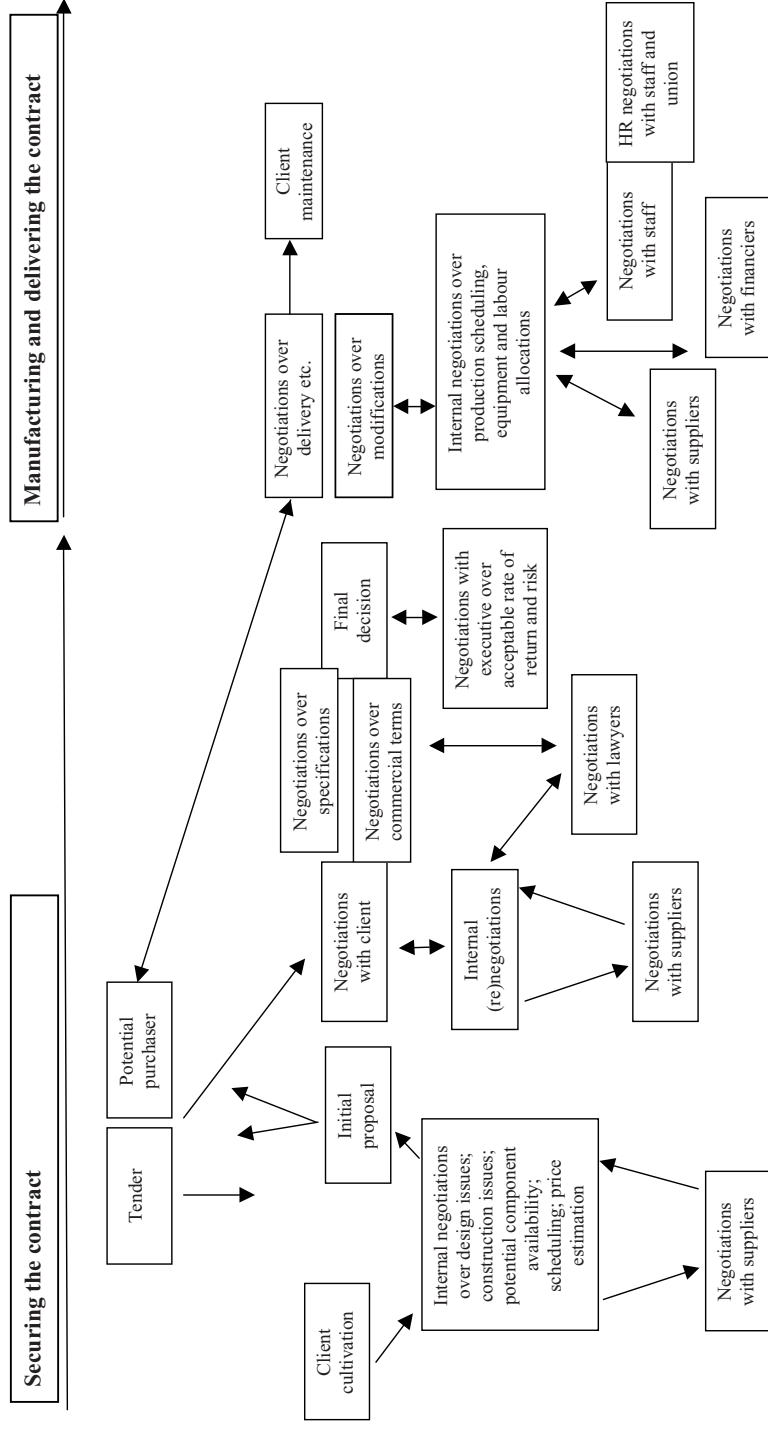 Securing the contract
Manufacturing and delivering the contract
Tender
Potential
purchaser
Client
cultivation
Initial
proposal
Internal negotiations
over design issues;
construction issues;
potential component
availability;
scheduling; price
estimation
Negotiations
with suppliers
Negotiations
with client
Negotiations over
specifications
Negotiations over
commercial terms
Final
decision
Internal
(re)negotiations
Negotiations with
executive over
acceptable rate of
return and risk
Negotiations
with suppliers
Negotiations
with lawyers
Negotiations over
delivery etc.
Client
maintenance
Negotiations over
modifications
Internal negotiations over
production scheduling,
equipment and labour
allocations
Negotiations
with suppliers
Negotiations
with financiers
Negotiations
with staff
HR negotiations
with staff and
union